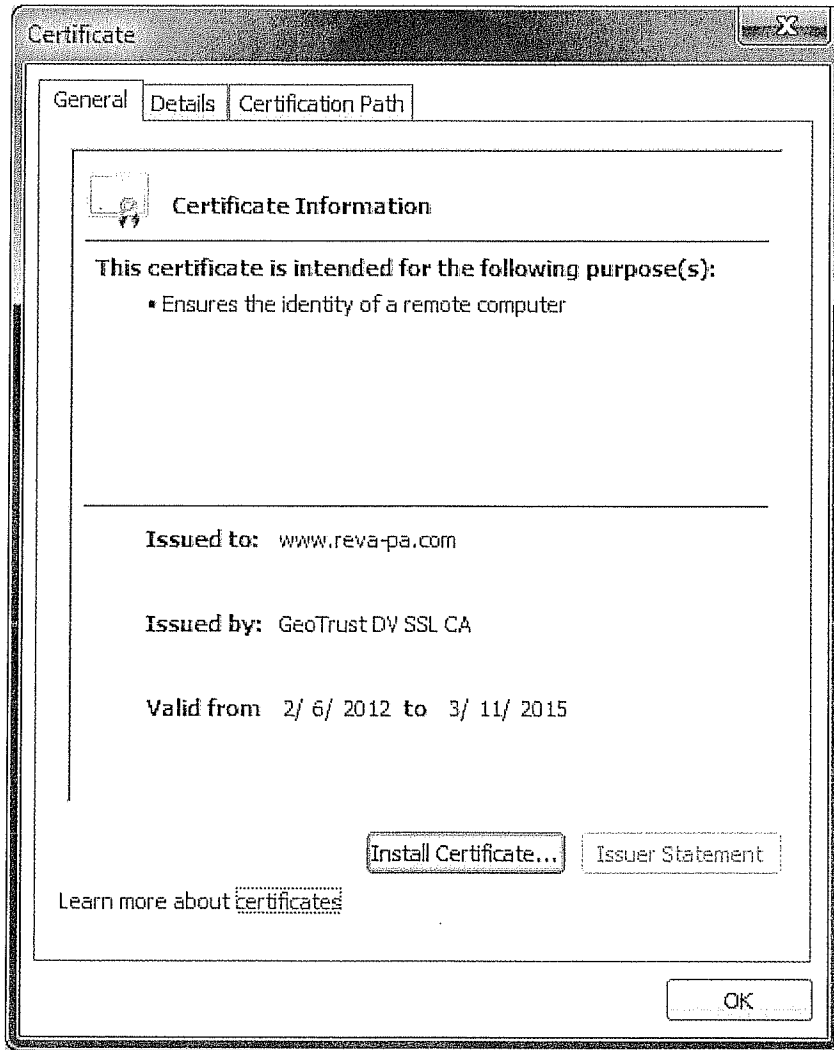 Certificate
General Details Certification Path
Certificate Information
This certificate is intended for the following purpose(s):
• Ensures the identity of a remote computer
Issued to: www.reva-pa.com
Issued by: GeoTrust DV SSL CA
Valid from 2/ 6/ 2012 to 3/ 11/ 2015
Install Certificate... Issuer Statement
Learn more about certificates
OK